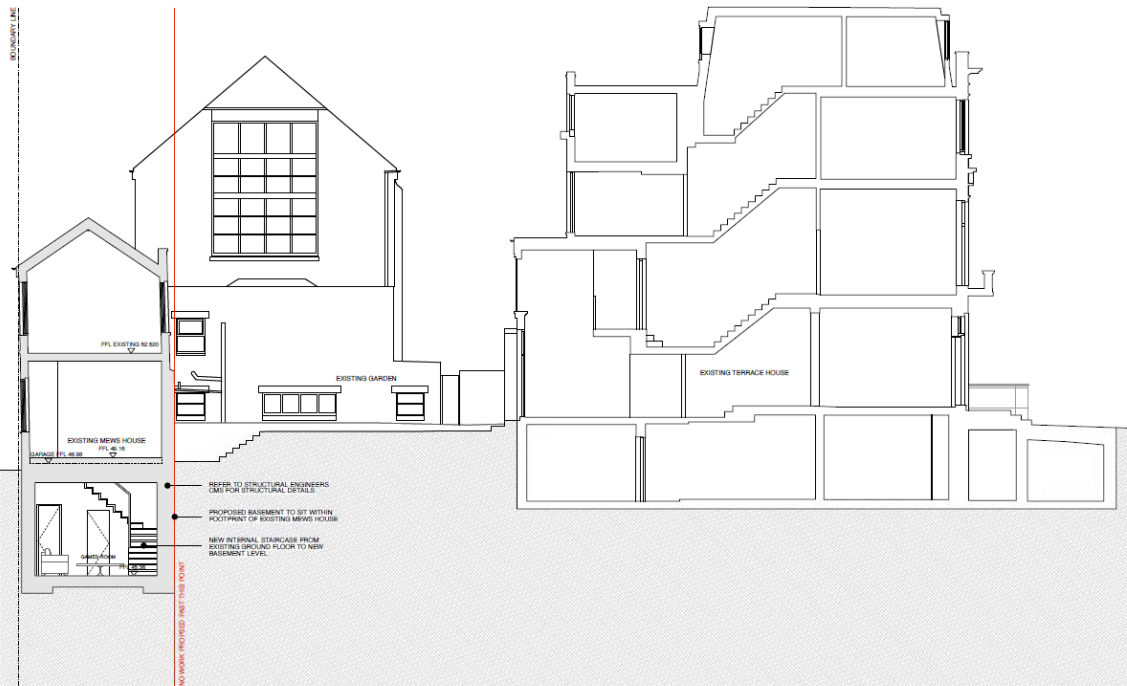 BOUNDARY LINE
FFL EXISTING 52.520
EXISTING GARDEN
EXISTING TERRACE HOUSE
EXISTING MEWS HOUSE
FFL 49.16
GARAGE FFL 48.98
REFER TO STRUCTURAL ENGINEERS
CMS FOR STRUCTURAL DETAILS
PROPOSED BASEMENT TO SIT WITHIN
FOOTPRINT OF EXISTING MEWS HOUSE
NEW INTERNAL STAIRCASE FROM
EXISTING GROUND FLOOR TO NEW
BASEMENT LEVEL
GAMES ROOM
FFL
NO WORK PROPOSED PAST THIS POINT